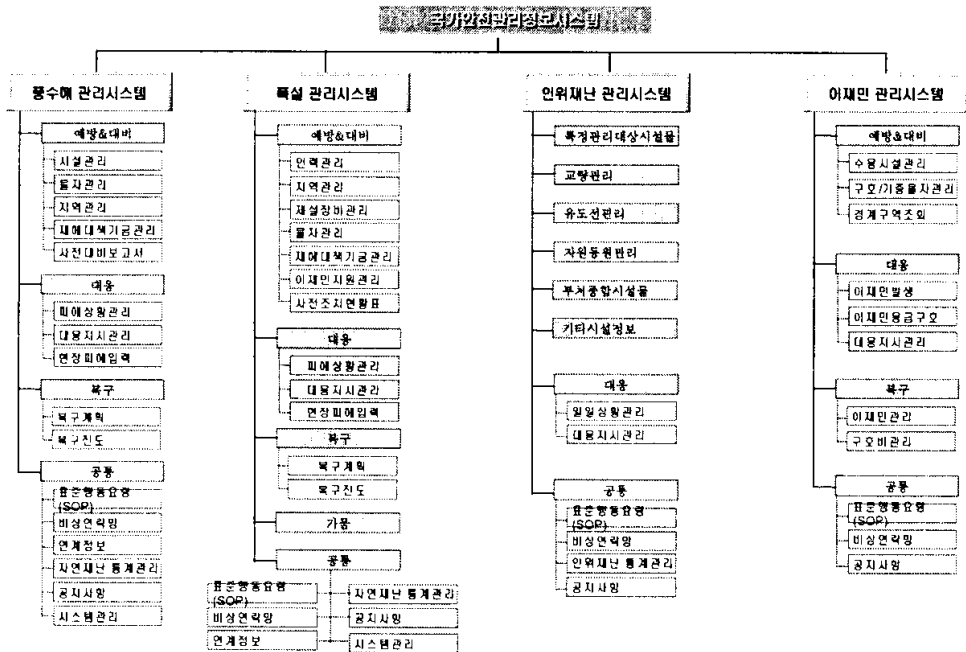 국가안전관리정보시스템
풍수해 관리시스템
예방&대비
시설관리
물자관리
지역관리
재해대책기금관리
사전대비보고서
대응
피해상황관리
대응지시관리
현장피해입력
복구
복구계획
복구진도
공통
표준행동요령
(SOP)
비상연락망
연계정보
자연재난 통계관리
공지사항
시스템관리
폭설 관리시스템
예방&대비
인력관리
지역관리
제설장비관리
물자관리
재해대책기금관리
이재민지원관리
사전조치현황표
대응
피해상황관리
대응지시관리
현장피해입력
복구
복구계획
복구진도
가뭄
공통
표준행동요령
(SOP)
비상연락망
연계정보
자연재난 통계관리
공지사항
시스템관리
인위재난 관리시스템
특정관리대상시설물
교량관리
유도선관리
자원동원관리
부처종합시설물
기타시설정보
대응
일일상황관리
대응지시관리
공통
표준행동요령
(SOP)
비상연락망
인위재난 통계관리
공지사항
이재민 관리시스템
예방&대비
수용시설관리
구호/기증물자관리
경계구역조회
대응
이재민발생
이재민응급구호
대응지시관리
복구
이재민관리
구호비관리
공통
표준행동요령
(SOP)
비상연락망
공지사항